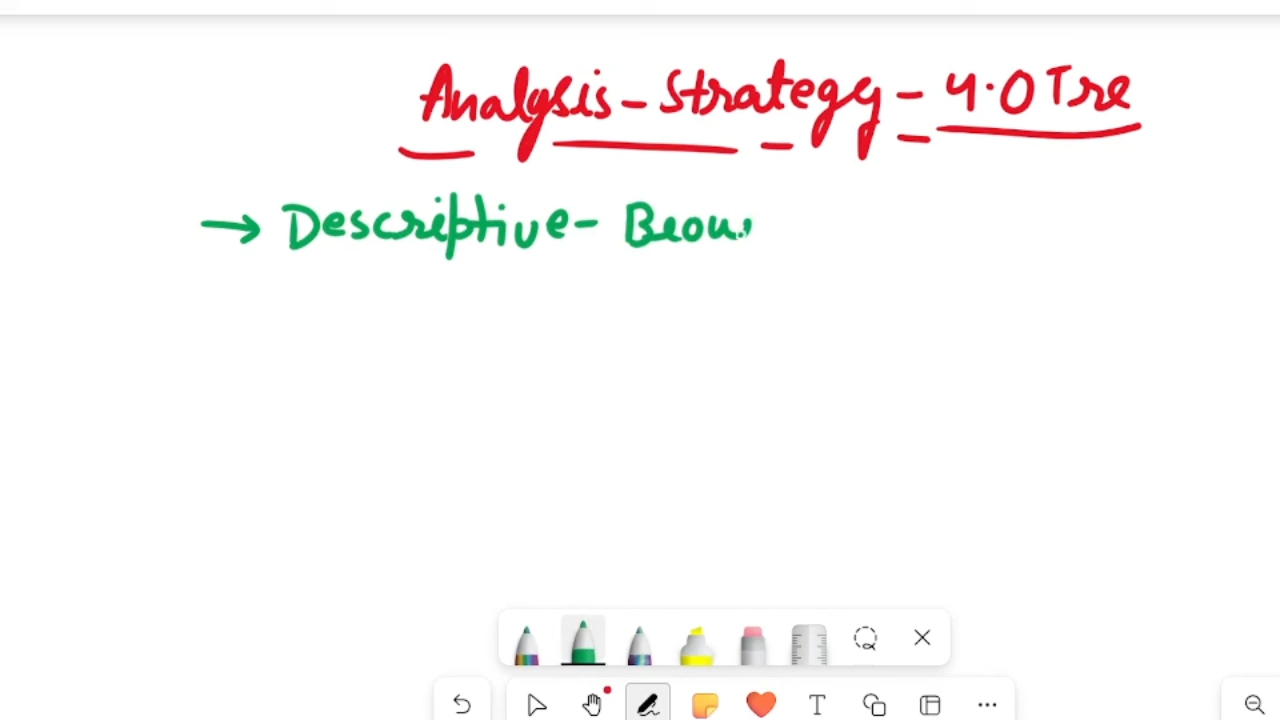 Analysis - Strategy - 4.0 Tre
→ Descriptive - Beou
T